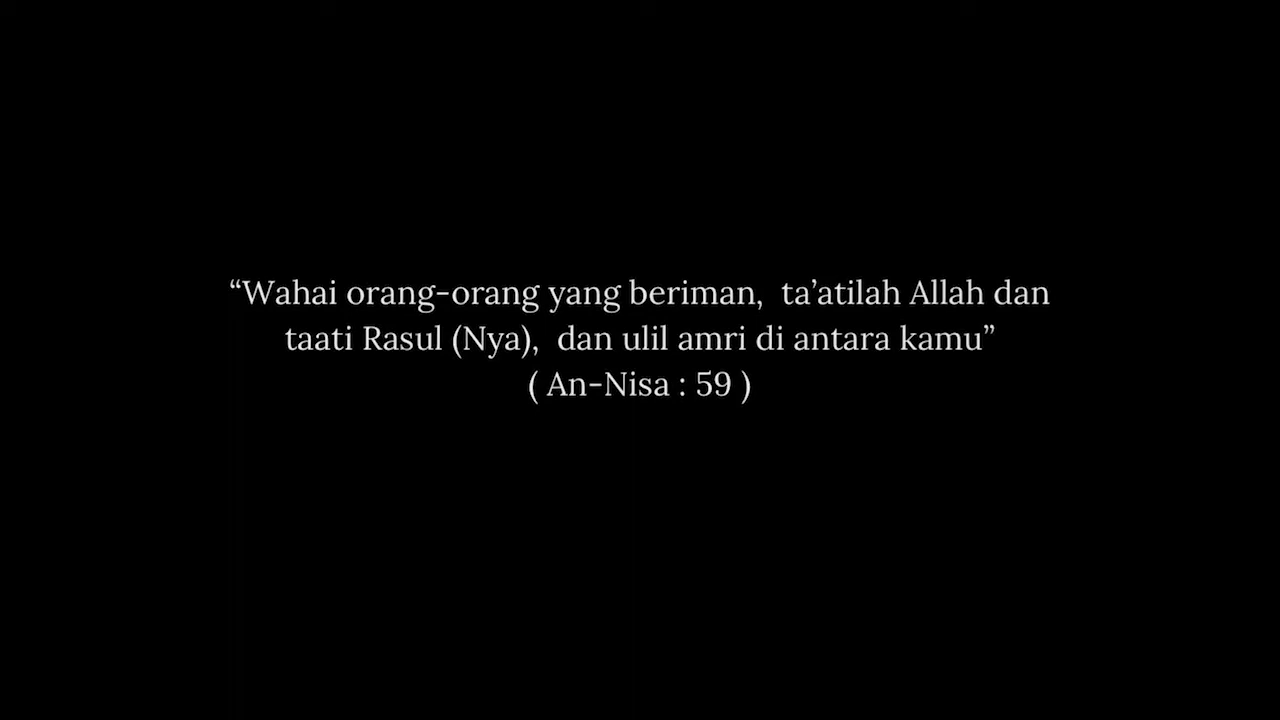 “Wahai orang-orang yang beriman,  ta’atilah Allah dan
taati Rasul (Nya),  dan ulil amri di antara kamu”
( An-Nisa : 59 )